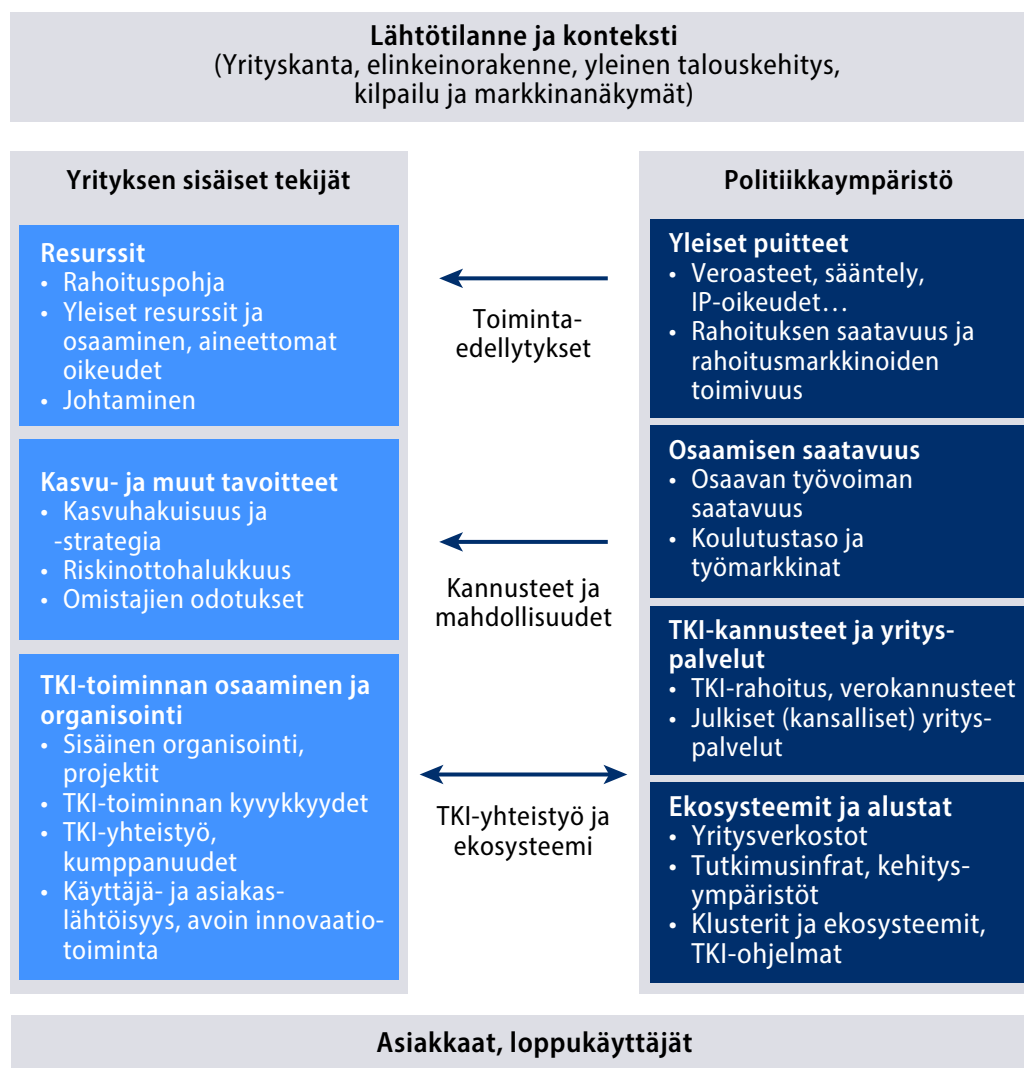 Lähtötilanne ja konteksti
(Yrityskanta, elinkeinorakenne, yleinen talouskehitys,
kilpailu ja markkinanäkymät)
Yrityksen sisäiset tekijät
Resurssit
• Rahoituspohja
• Yleiset resurssit ja
osaaminen, aineettomat
oikeudet
• Johtaminen
Kasvu- ja muut tavoitteet
• Kasvuhakuisuus ja
-strategia
• Riskinottohalukkuus
• Omistajien odotukset
TKI-toiminnan osaaminen ja
organisointi
• Sisäinen organisointi,
projektit
• TKI-toiminnan kyvykkyydet
• TKI-yhteistyö,
kumppanuudet
• Käyttäjä- ja asiakas-
lähtöisyys, avoin innovaatio-
toiminta
Toiminta-
edellytykset
Kannusteet ja
mahdollisuudet
TKI-yhteistyö ja
ekosysteemi
Politiikkaympäristö
Yleiset puitteet
• Veroasteet, sääntely,
IP-oikeudet…
• Rahoituksen saatavuus ja
rahoitusmarkkinoiden
toimivuus
Osaamisen saatavuus
• Osaavan työvoiman
saatavuus
• Koulutustaso ja
työmarkkinat
TKI-kannusteet ja yritys-
palvelut
• TKI-rahoitus, verokannusteet
• Julkiset (kansalliset) yritys-
palvelut
Ekosysteemit ja alustat
• Yritysverkostot
• Tutkimusinfrat, kehitys-
ympäristöt
• Klusterit ja ekosysteemit,
TKI-ohjelmat
Asiakkaat, loppukäyttäjät